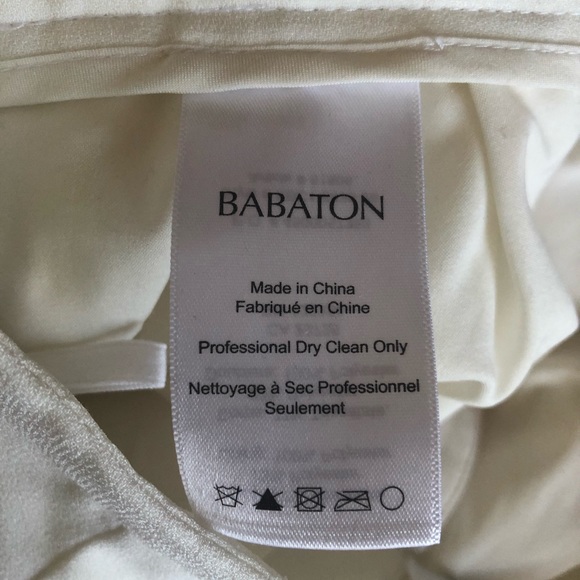 BABATON
Made in China
Fabriqué en Chine
Professional Dry Clean Only
Nettoyage à Sec Professionnel
Seulement